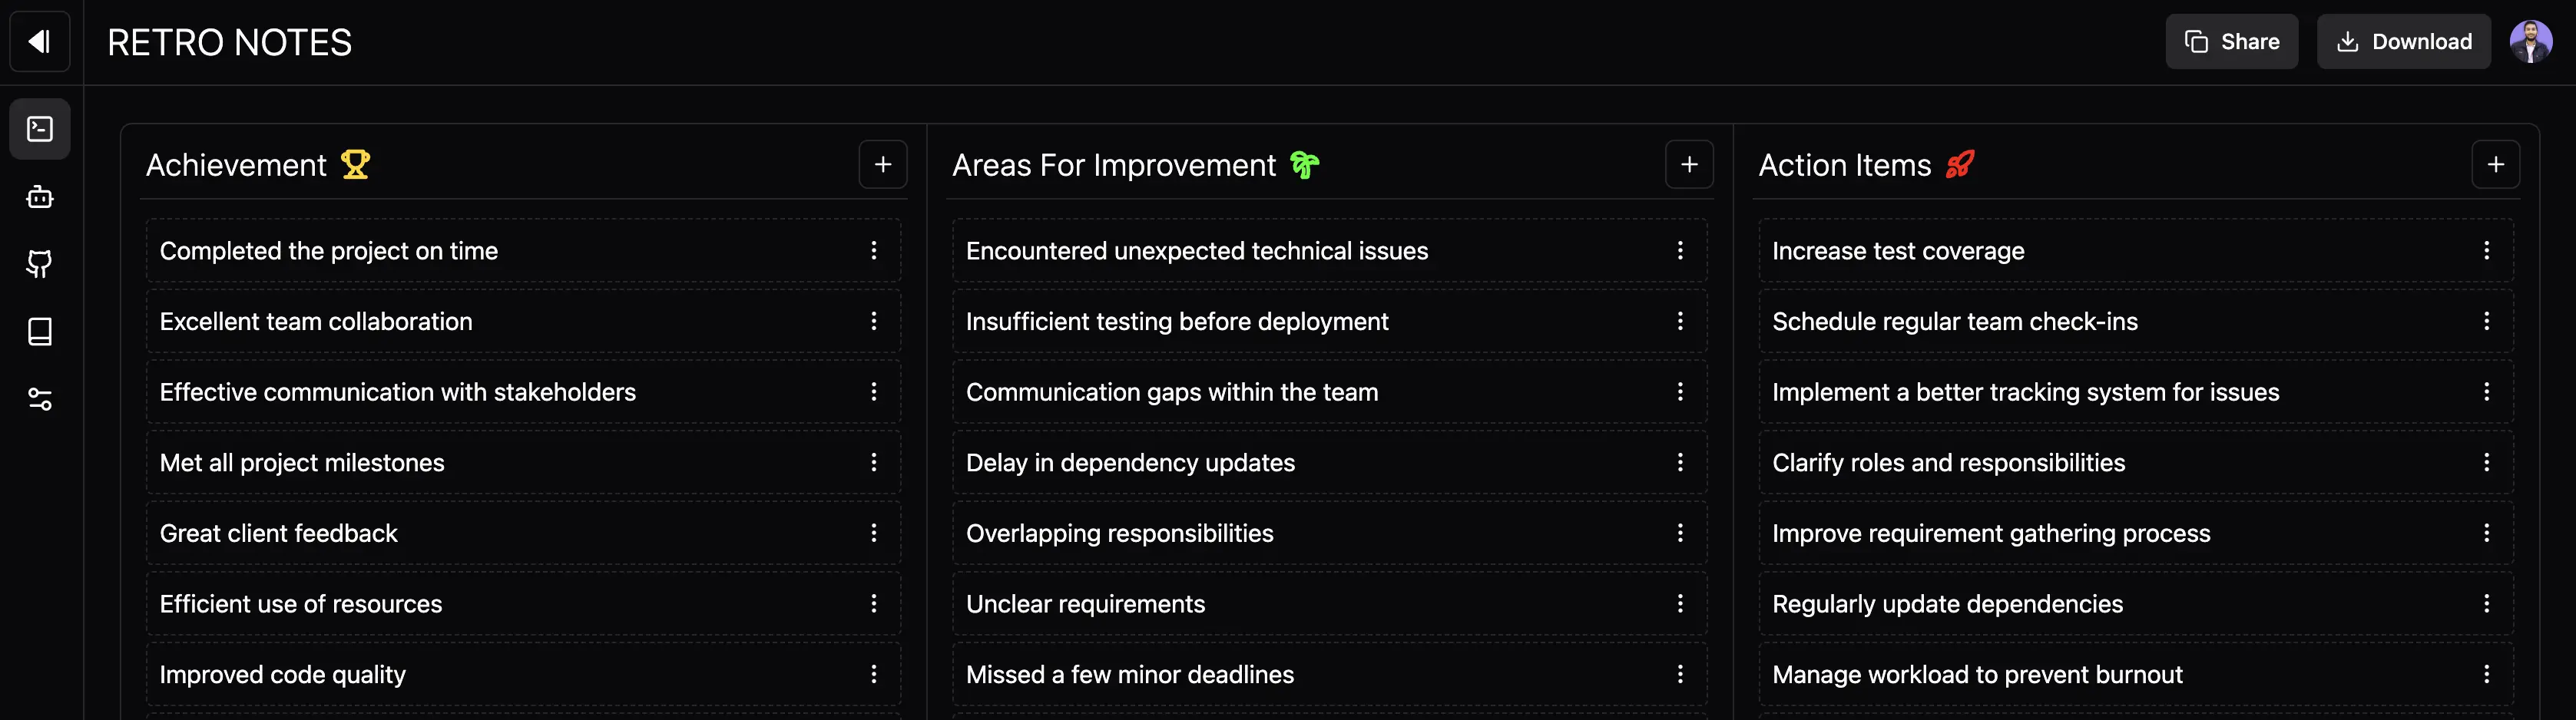 RETRO NOTES
Share
Download
Achievement
Completed the project on time
Excellent team collaboration
Effective communication with stakeholders
Met all project milestones
Great client feedback
Efficient use of resources
Improved code quality
Areas For Improvement
Encountered unexpected technical issues
Insufficient testing before deployment
Communication gaps within the team
Delay in dependency updates
Overlapping responsibilities
Unclear requirements
Missed a few minor deadlines
Action Items
Increase test coverage
Schedule regular team check-ins
Implement a better tracking system for issues
Clarify roles and responsibilities
Improve requirement gathering process
Regularly update dependencies
Manage workload to prevent burnout